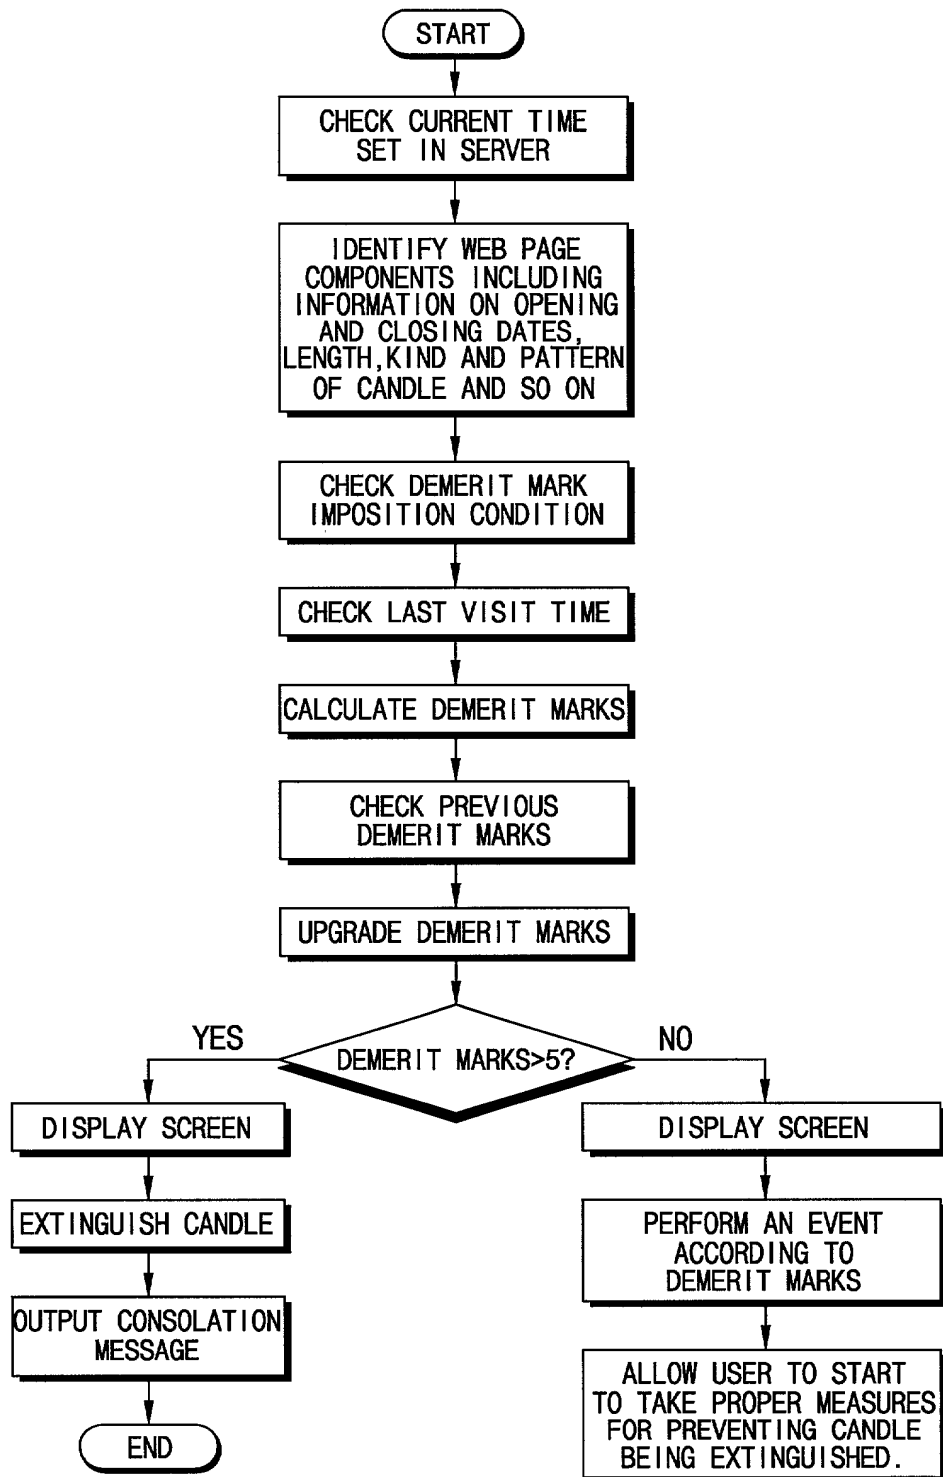 START
CHECK CURRENT TIME
SET IN SERVER
IDENTIFY WEB PAGE
COMPONENTS INCLUDING
INFORMATION ON OPENING
AND CLOSING DATES,
LENGTH,KIND AND PATTERN
OF CANDLE AND SO ON
CHECK DEMERIT MARK
IMPOSITION CONDITION
CHECK LAST VISIT TIME
CALCULATE DEMERIT MARKS
CHECK PREVIOUS
DEMERIT MARKS
UPGRADE DEMERIT MARKS
DEMERIT MARKS>5?
YES
DISPLAY SCREEN
EXTINGUISH CANDLE
OUTPUT CONSOLATION
MESSAGE
END
NO
DISPLAY SCREEN
PERFORM AN EVENT
ACCORDING TO
DEMERIT MARKS
ALLOW USER TO START
TO TAKE PROPER MEASURES
FOR PREVENTING CANDLE
BEING EXTINGUISHED.